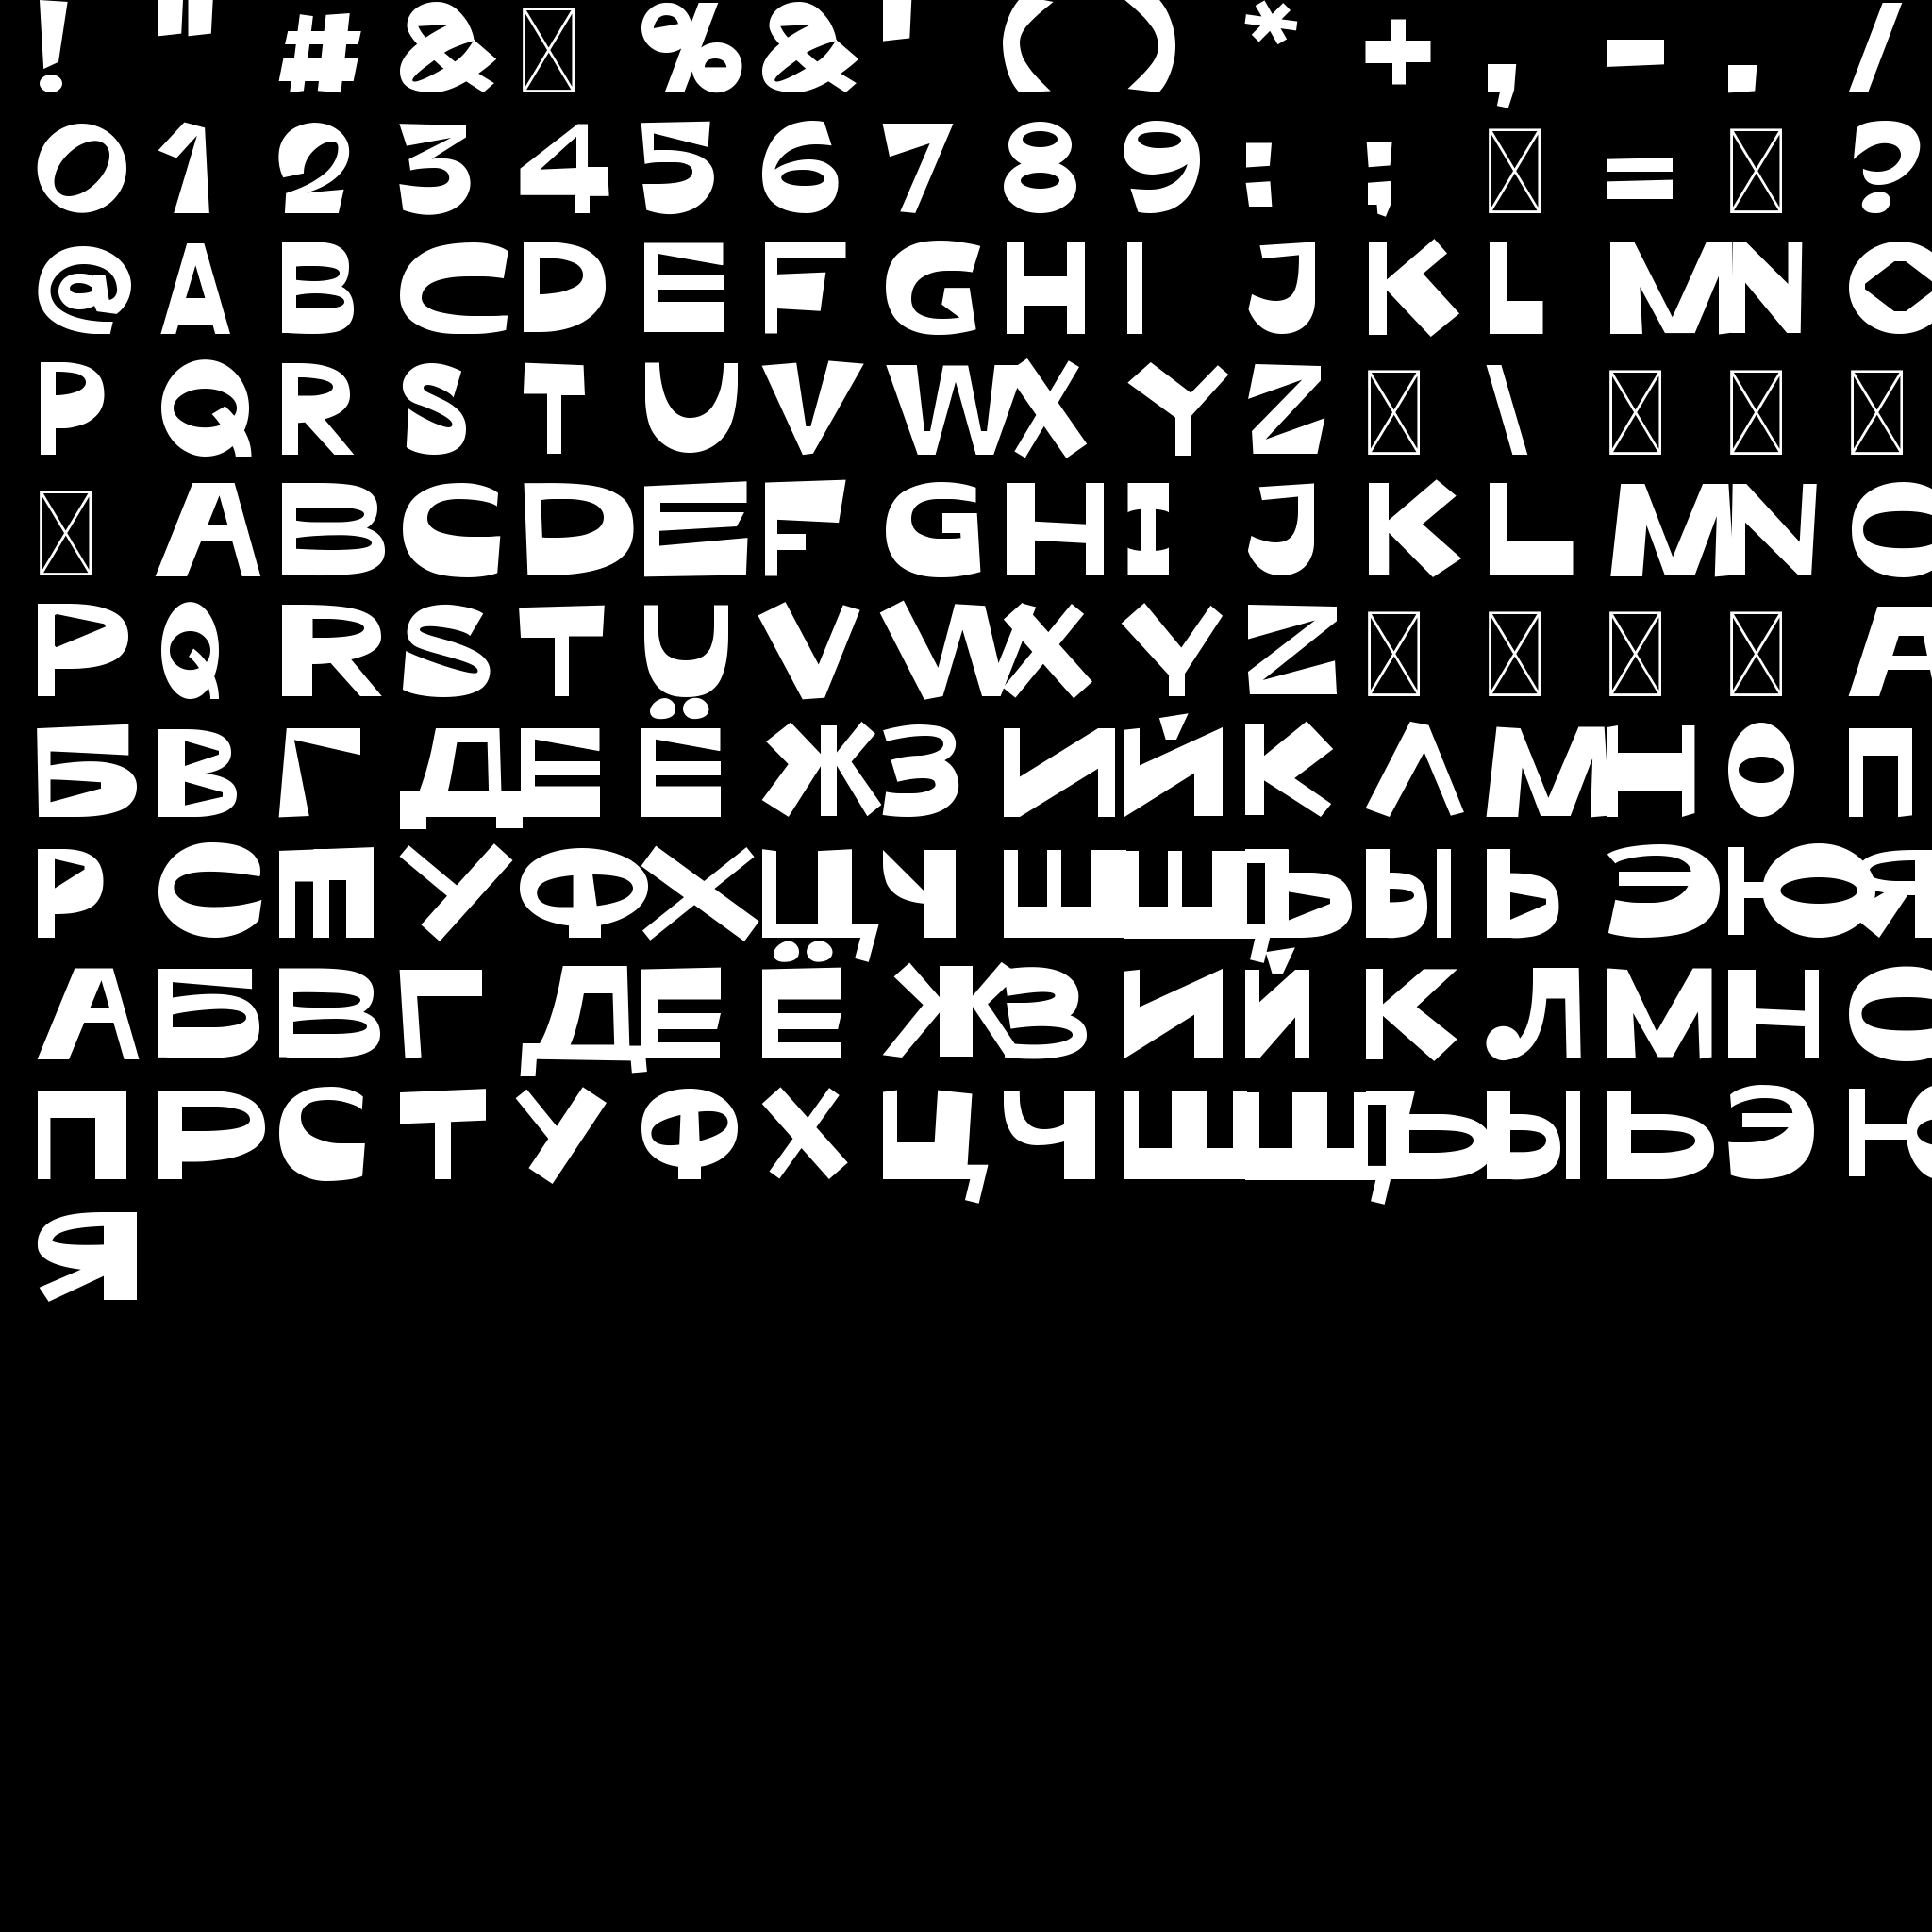 ! " # & % & ' ( ) * + , - . /
0 1 2 3 4 5 6 7 8 9 : ; = ?
@ A B C D E F G H I J K L M N O
P Q R S T U V W X Y Z \
A B C D E F G H I J K L M N O
P Q R S T U V W X Y Z А
Б В Г Д Е Ё Ж З И Й К Л М Н О П
Р С Т У Ф Х Ц Ч Ш Щ Ъ Ы Ь Э Ю Я
А Б В Г Д Е Ё Ж З И Й К Л М Н О
П Р С Т У Ф Х Ц Ч Ш Щ Ъ Ы Ь Э Ю
Я